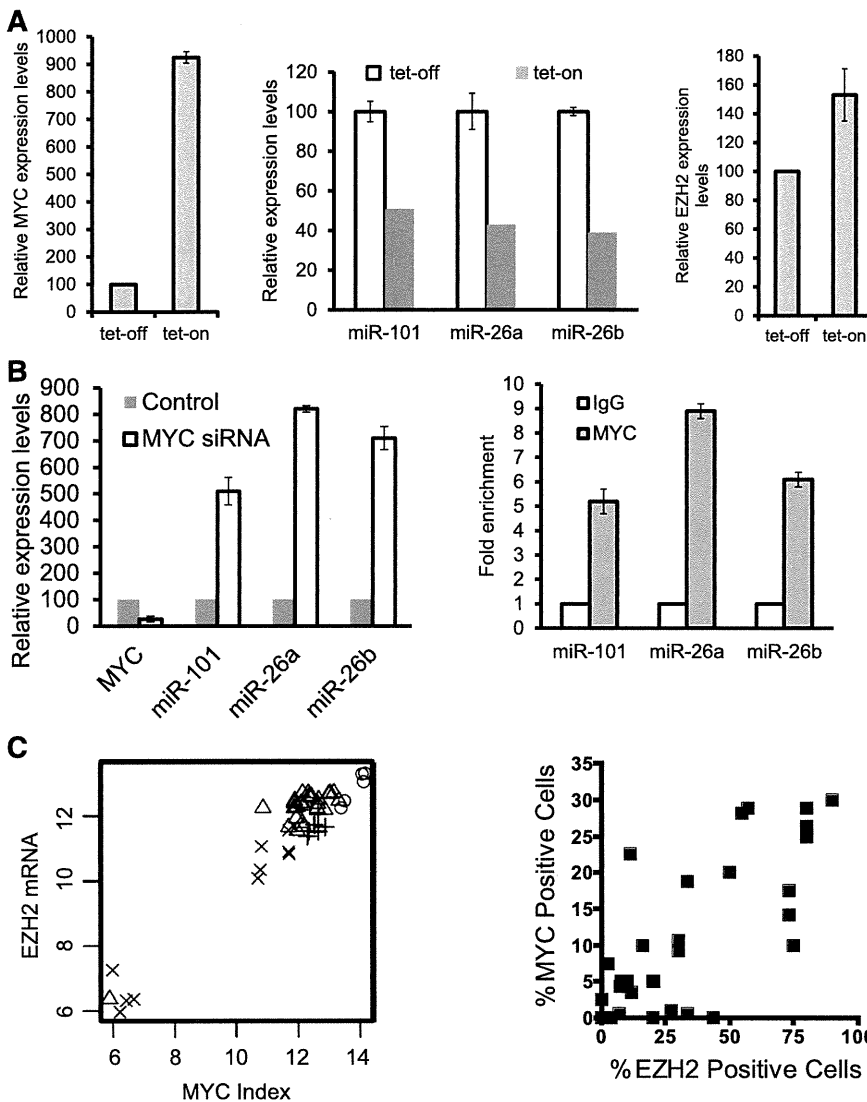 A
Relative MYC expression levels
1000
900
800
700
600
500
400
300
200
100
0
tet-off tet-on
Relative expression levels
120
100
80
60
40
20
0
tet-off tet-on
miR-101 miR-26a miR-26b
Relative EZH2 expression
levels
180
160
140
120
100
80
60
40
20
0
tet-off tet-on
B
Relative expression levels
900
800
700
600
500
400
300
200
100
0
Control
MYC siRNA
MYC
miR-101
miR-26a
miR-26b
Fold enrichment
10
9
8
7
6
5
4
3
2
1
0
IgG
MYC
miR-101 miR-26a miR-26b
C
EZH2 mRNA
12
10
8
6
6 8 10 12 14
MYC Index
% MYC Positive Cells
35
30
25
20
15
10
5
0
0 25 50 75 100
%EZH2 Positive Cells